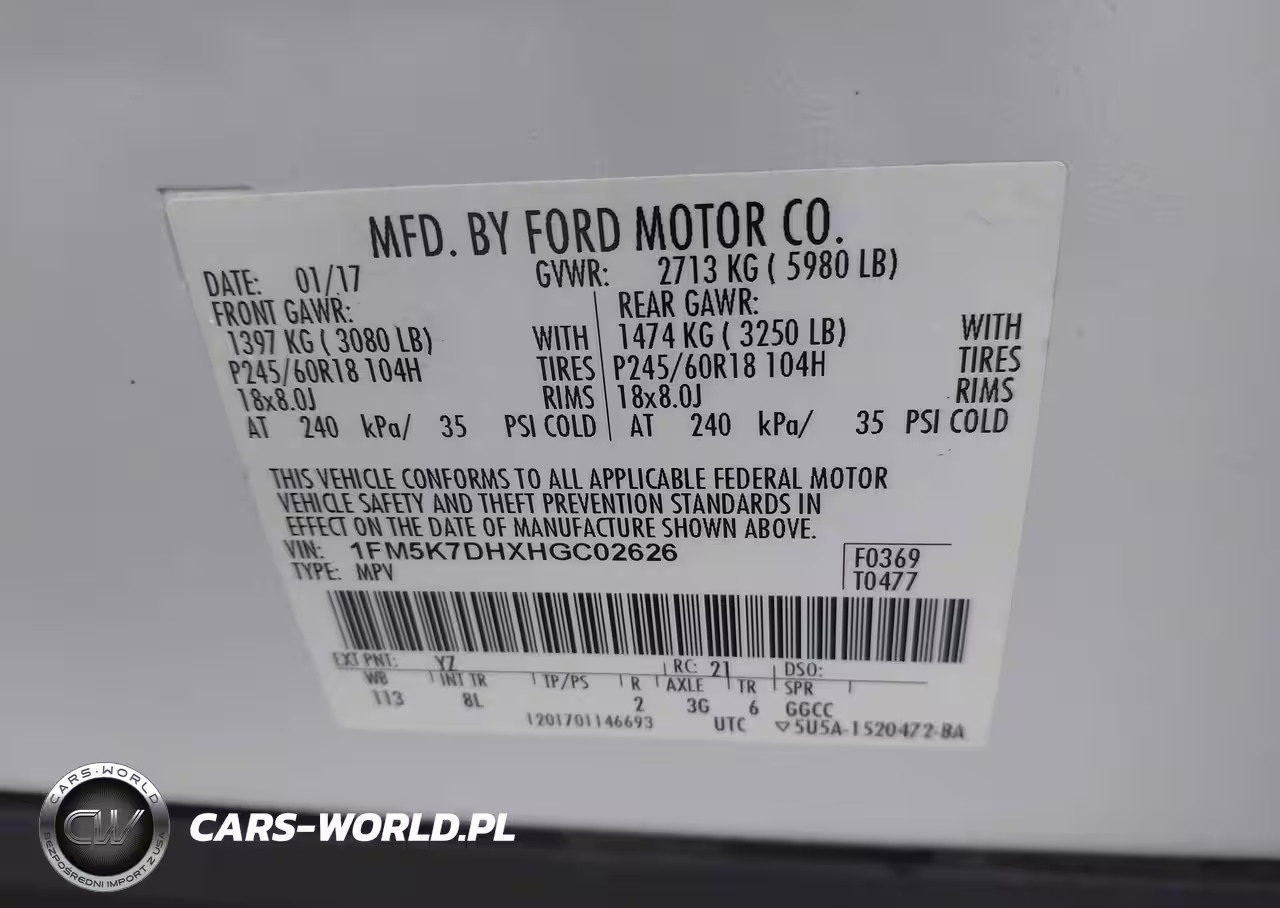 MFD. BY FORD MOTOR CO.
DATE: 01/17 GVWR: 2713 KG ( 5980 LB)
FRONT GAWR: REAR GAWR:
1397 KG ( 3080 LB) WITH 1474 KG ( 3250 LB) WITH
P245/60R18 104H TIRES P245/60R18 104H TIRES
18x8.0J RIMS 18x8.0J RIMS
AT 240 kPa/ 35 PSI COLD AT 240 kPa/ 35 PSI COLD
THIS VEHICLE CONFORMS TO ALL APPLICABLE FEDERAL MOTOR
VEHICLE SAFETY AND THEFT PREVENTION STANDARDS IN
EFFECT ON THE DATE OF MANUFACTURE SHOWN ABOVE.
VIN: 1FM5K7DHXHGC02626 F0369
TYPE: MPV T0477
EXT PNT: YZ RC: 21 DSO:
WB INT TR TP/PS R AXLE TR SPR
113 8L 2 3G 6 GGCC
1201701146693 UTC ▽5U5A-1520472-BA
CARS-WORLD
CW
BEZPOŚREDNI IMPORT Z USA
CARS-WORLD.PL